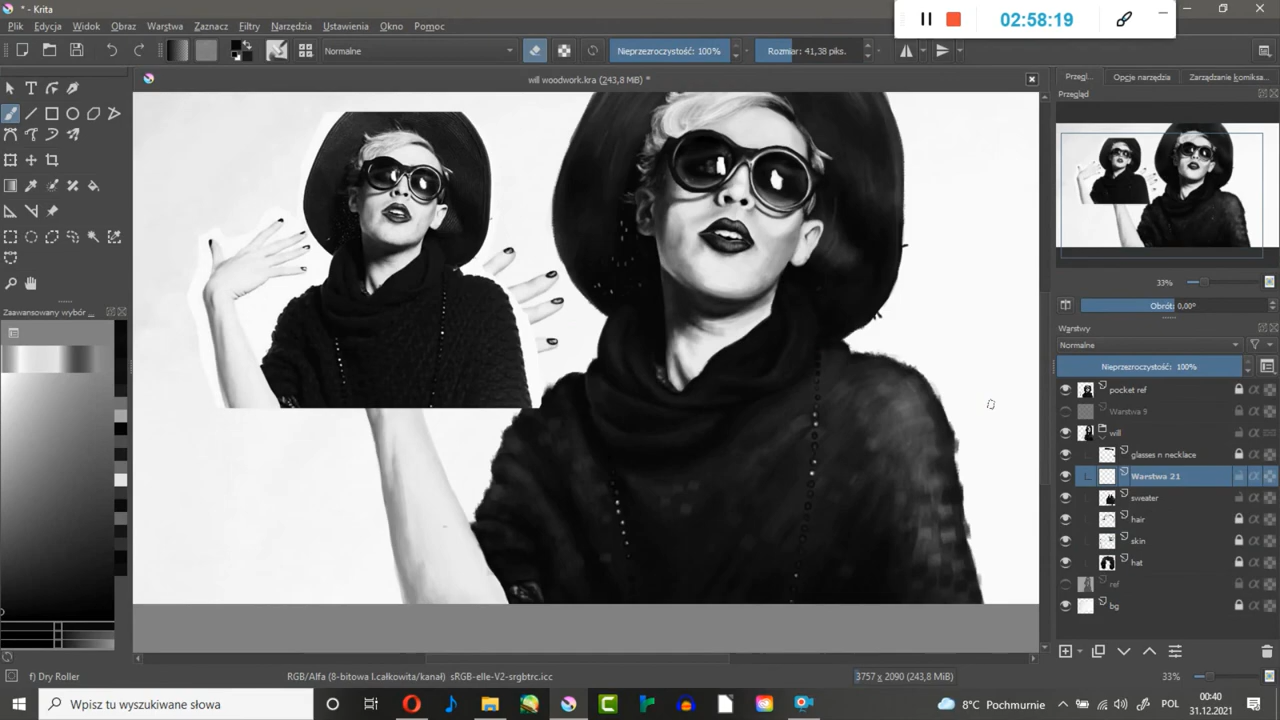 * - Krita
02:58:19
Plik Edycja Widok Obraz Warstwa Zaznacz Filtry Narzędzia Ustawienia Okno Pomoc
Normalne
Nieprzezroczystość: 100%
Rozmiar: 41,38 piks.
will woodwork.kra (243,8 MiB) *
Przegl... Opcje narzędzia Zarządzanie komiksa...
Przegląd
33%
Obrót: 0,00°
Zaawansowany wybór ...
Warstwy
Normalne
Nieprzezroczystość: 100%
pocket ref
Warstwa 9
will
glasses n necklace
Warstwa 21
sweater
hair
skin
hat
ref
bg
f) Dry Roller
RGB/Alfa (8-bitowa l.całkowita/kanał) sRGB-elle-V2-srgbtrc.icc
3757 x 2090 (243,8 MiB)
33%
Wpisz tu wyszukiwane słowa
8°C Pochmurnie
POL
00:40
31.12.2021